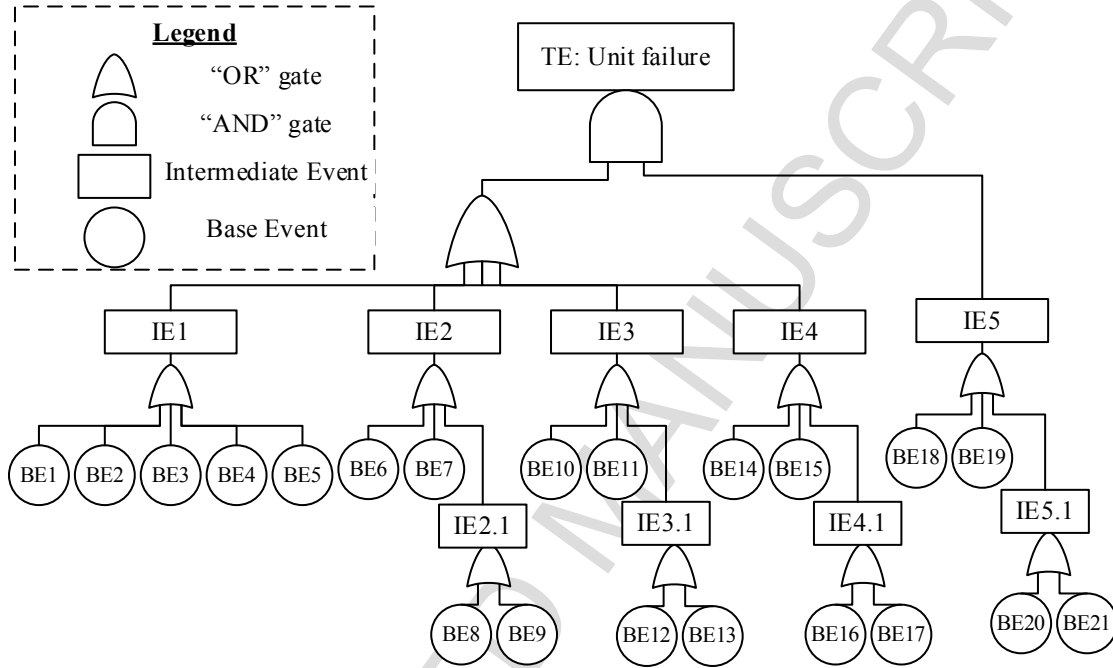 Legend
“OR” gate
“AND” gate
Intermediate Event
Base Event
TE: Unit failure
IE1
IE2
IE3
IE4
IE5
BE1
BE2
BE3
BE4
BE5
BE6
BE7
BE10
BE11
BE14
BE15
BE18
BE19
IE2.1
IE3.1
IE4.1
IE5.1
BE8
BE9
BE12
BE13
BE16
BE17
BE20
BE21
MANUSCRI